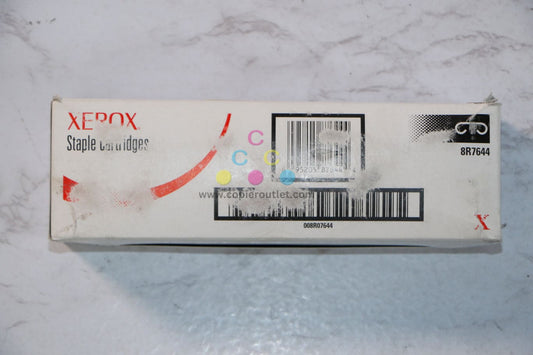 XEROX
Staple Cartridges
8R7644
C
C C
www.copieroutlet.com
008R07644
X